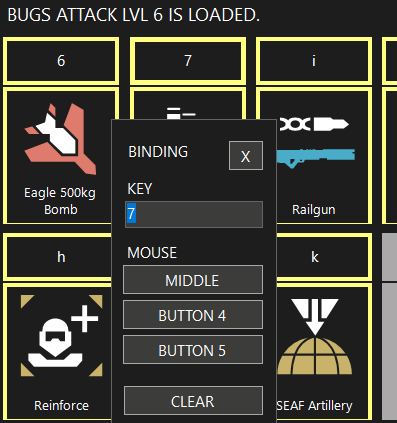 BUGS ATTACK LVL 6 IS LOADED.
6
7
i
Eagle 500kg
Bomb
Railgun
BINDING
X
KEY
7
MOUSE
MIDDLE
BUTTON 4
BUTTON 5
CLEAR
h
k
Reinforce
SEAF Artillery